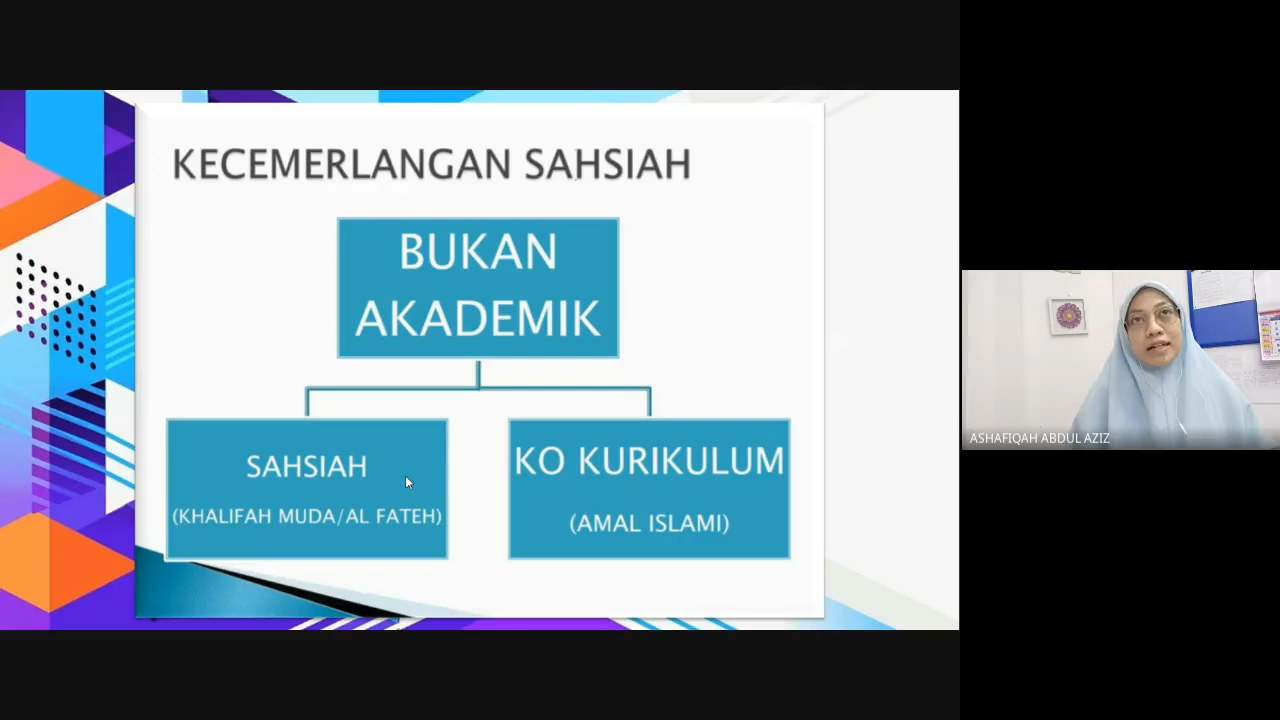 KECEMERLANGAN SAHSIAH
BUKAN
AKADEMIK
SAHSIAH
(KHALIFAH MUDA/AL FATEH)
KO KURIKULUM
(AMAL ISLAMI)
ASHAFIQAH ABDUL AZIZ